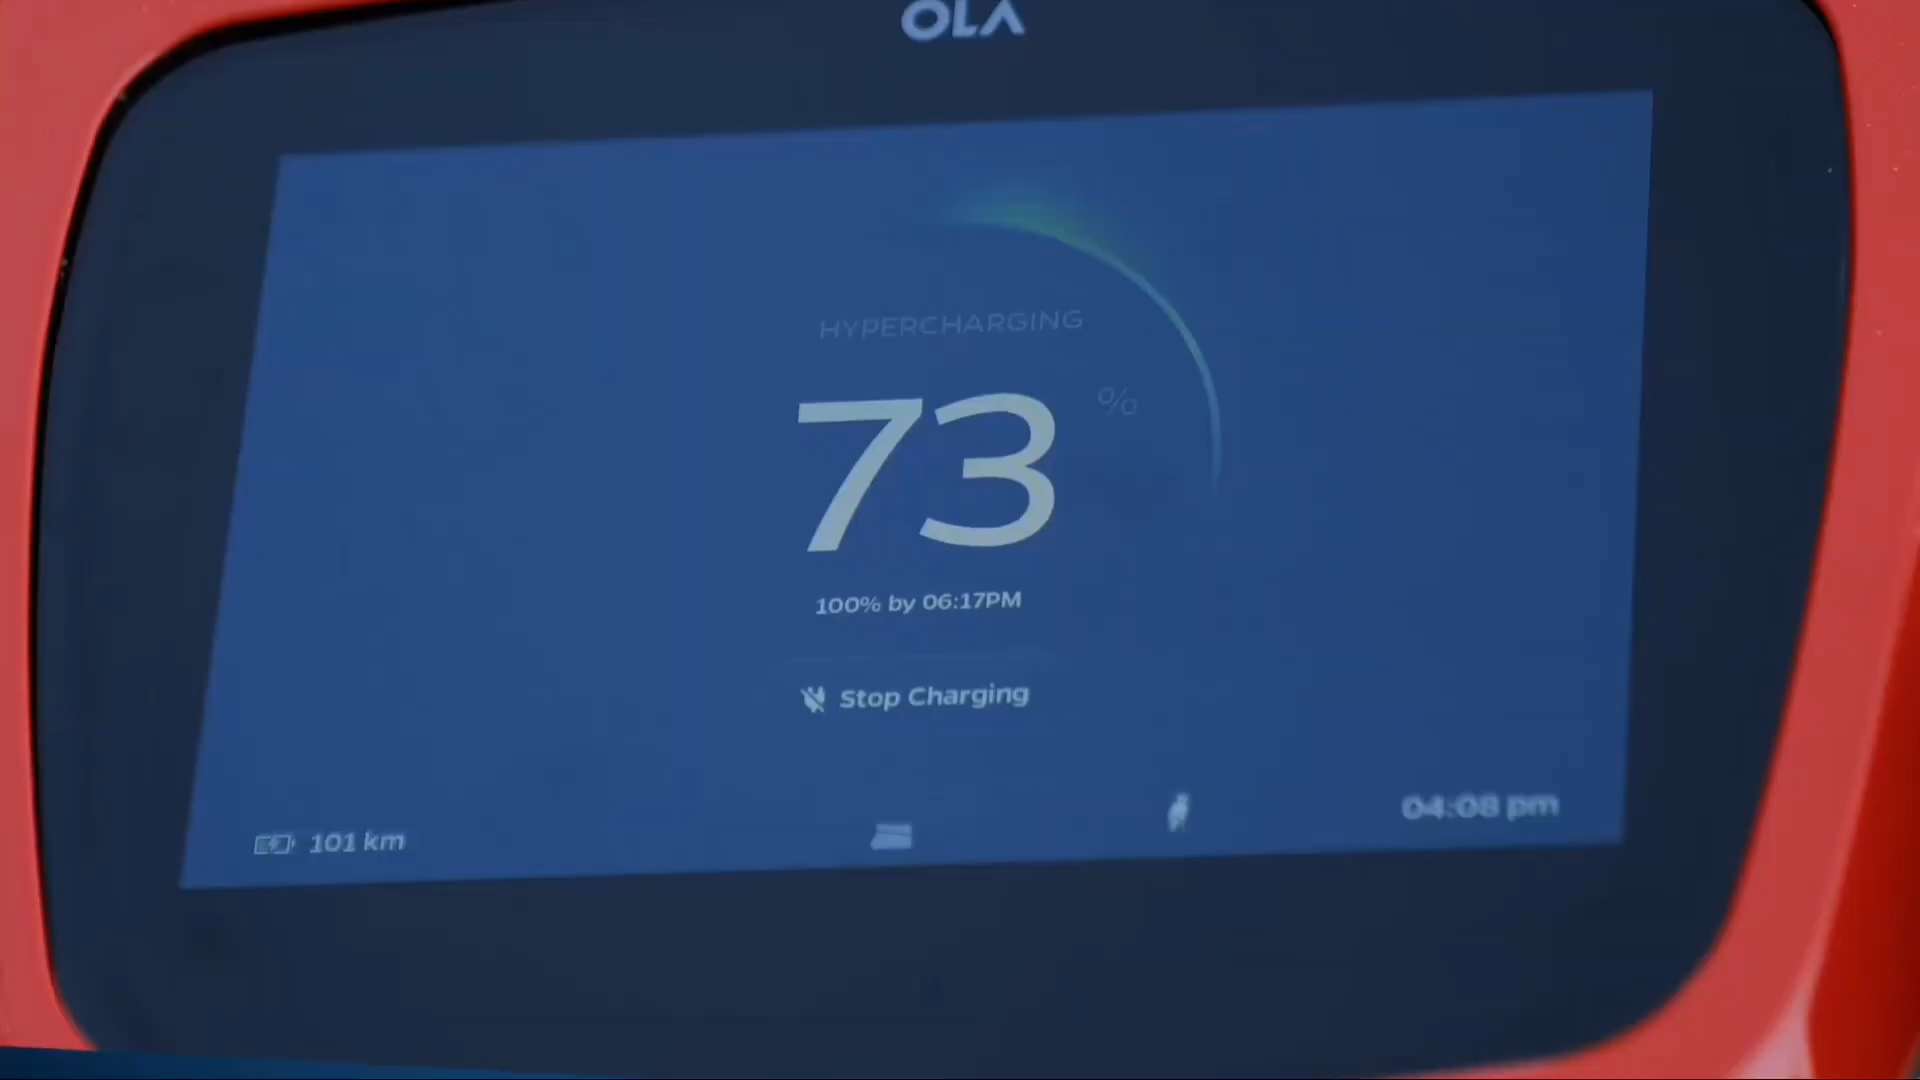 OLA
HYPERCHARGING
73 %
100% by 06:17PM
Stop Charging
101 km
04:08 pm